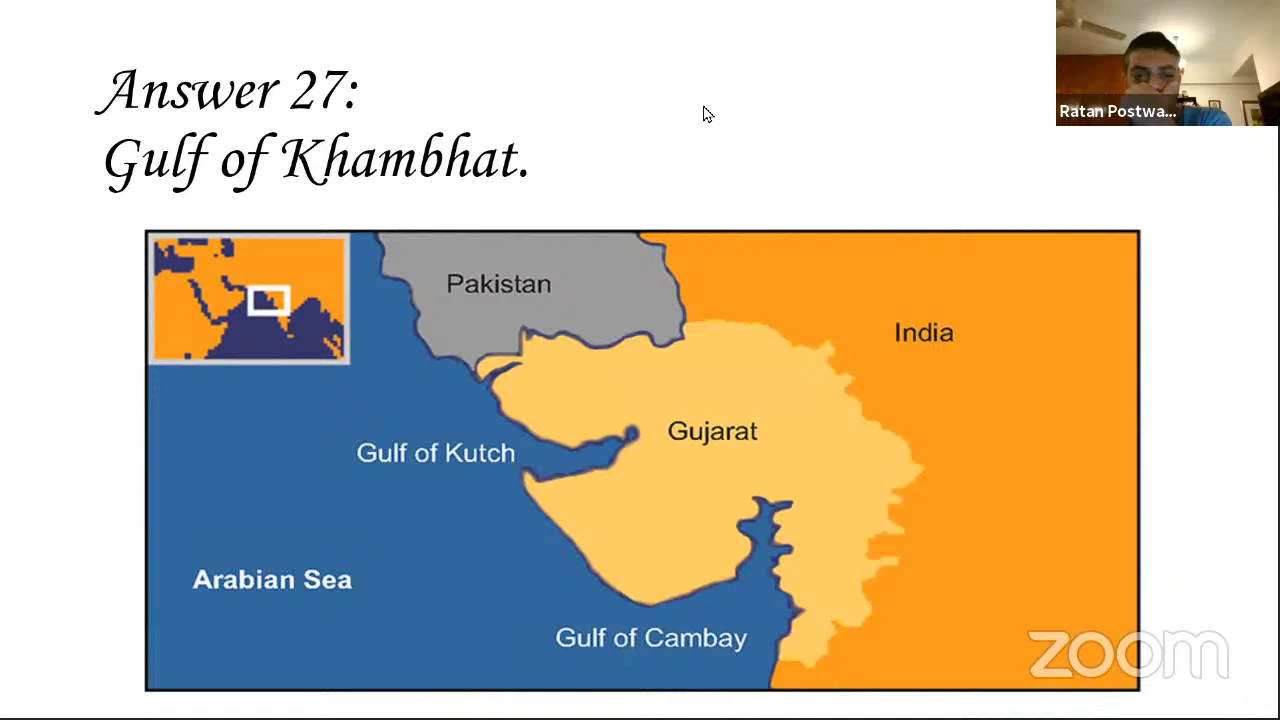 Answer 27:
Gulf of Khambhat.
Ratan Postwa...
Pakistan
India
Gujarat
Gulf of Kutch
Arabian Sea
Gulf of Cambay
zoom